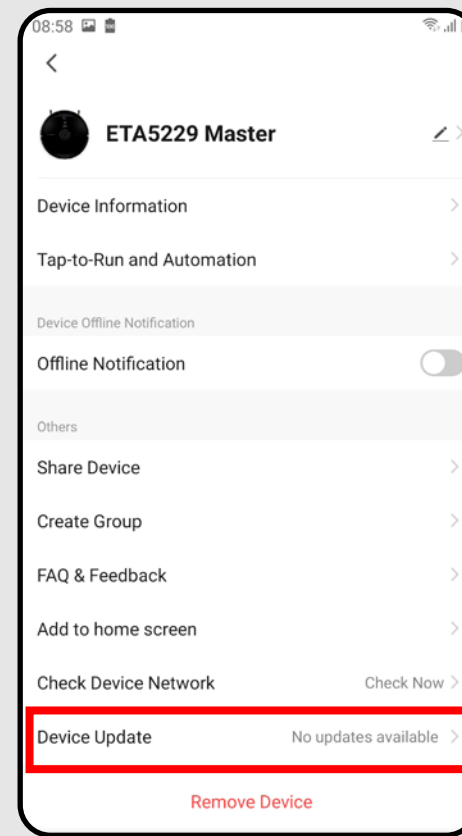 08:58
ETA5229 Master
Device Information
Tap-to-Run and Automation
Device Offline Notification
Offline Notification
Others
Share Device
Create Group
FAQ & Feedback
Add to home screen
Check Device Network Check Now
Device Update No updates available
Remove Device